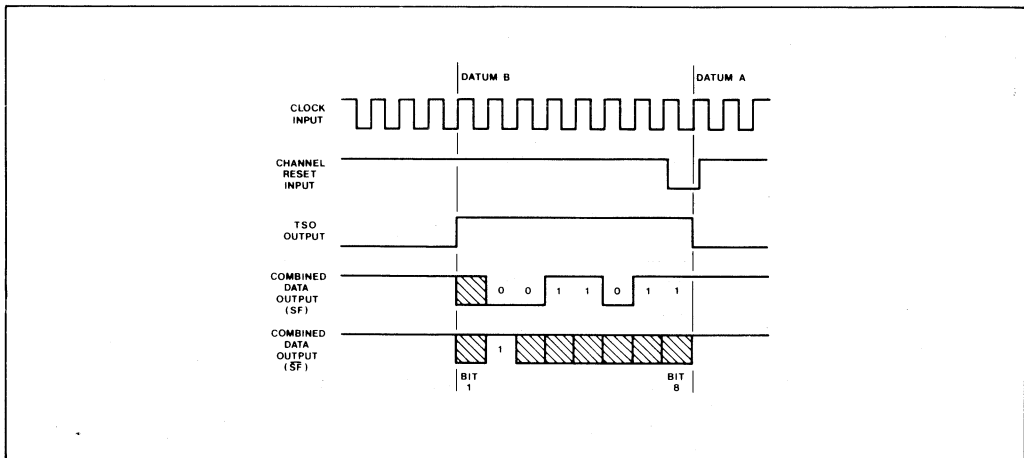 DATUM B
DATUM A
CLOCK
INPUT
CHANNEL
RESET
INPUT
TSO
OUTPUT
COMBINED
DATA
OUTPUT
(SF)
0 0 1 1 0 1 1
COMBINED
DATA
OUTPUT
(S̅F̅)
1
BIT
1
BIT
8